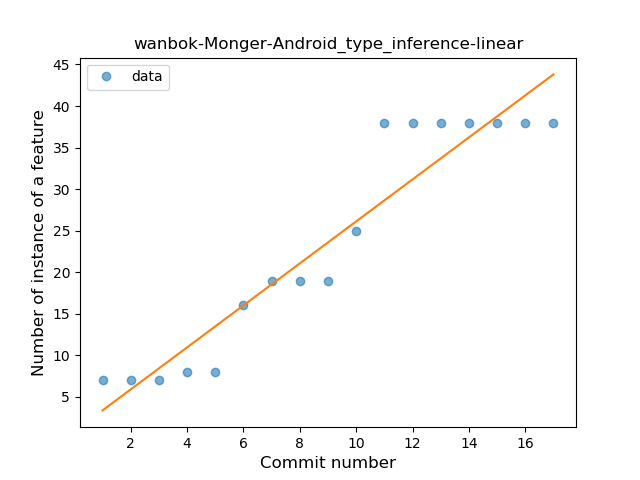 wanbok-Monger-Android_type_inference-linear
data
Number of instance of a feature
45
40
35
30
25
20
15
10
5
2 4 6 8 10 12 14 16
Commit number